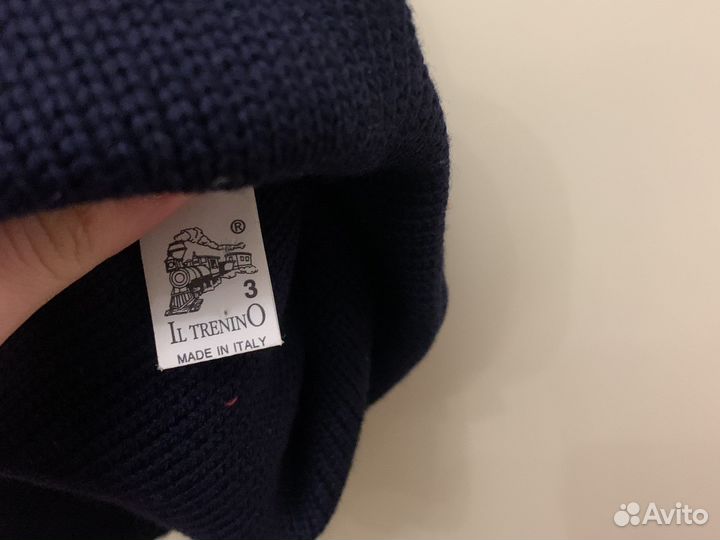 ®
3
IL TRENINO
MADE IN ITALY
Avito